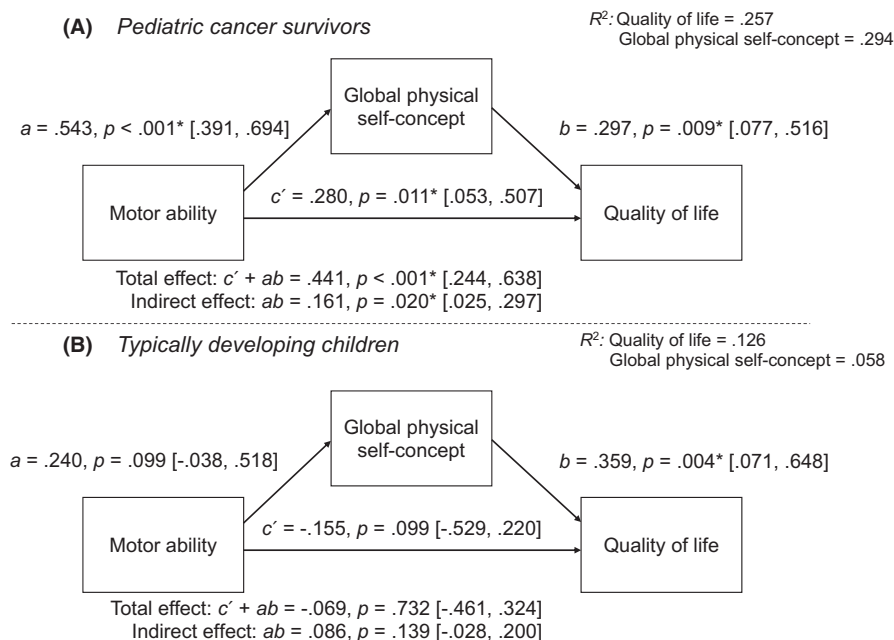 (A) Pediatric cancer survivors
R²: Quality of life = .257
Global physical self-concept = .294
Global physical
self-concept
a = .543, p < .001* [.391, .694]
b = .297, p = .009* [.077, .516]
Motor ability
c′ = .280, p = .011* [.053, .507]
Quality of life
Total effect: c′ + ab = .441, p < .001* [.244, .638]
Indirect effect: ab = .161, p = .020* [.025, .297]
(B) Typically developing children
R²: Quality of life = .126
Global physical self-concept = .058
Global physical
self-concept
a = .240, p = .099 [-.038, .518]
b = .359, p = .004* [.071, .648]
Motor ability
c′ = -.155, p = .099 [-.529, .220]
Quality of life
Total effect: c′ + ab = -.069, p = .732 [-.461, .324]
Indirect effect: ab = .086, p = .139 [-.028, .200]